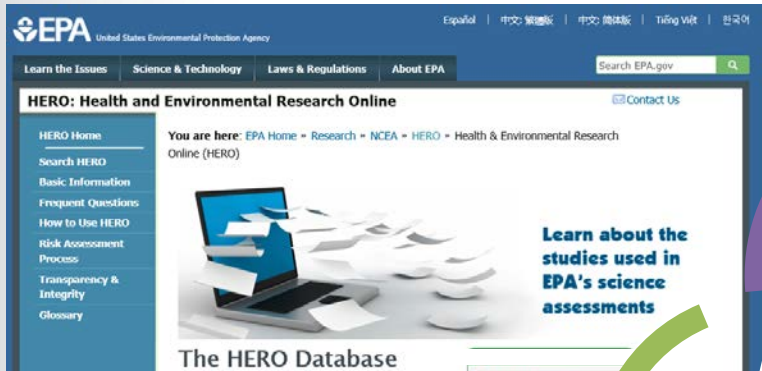 Español | 中文: 繁體版 | 中文: 简体版 | Tiếng Việt | 한국어
EPA United States Environmental Protection Agency
Learn the Issues Science & Technology Laws & Regulations About EPA Search EPA.gov
HERO: Health and Environmental Research Online
Contact Us
HERO Home
Search HERO
Basic Information
Frequent Questions
How to Use HERO
Risk Assessment
Process
Transparency &
Integrity
Glossary
You are here: EPA Home » Research » NCEA » HERO » Health & Environmental Research
Online (HERO)
Learn about the
studies used in
EPA's science
assessments
The HERO Database